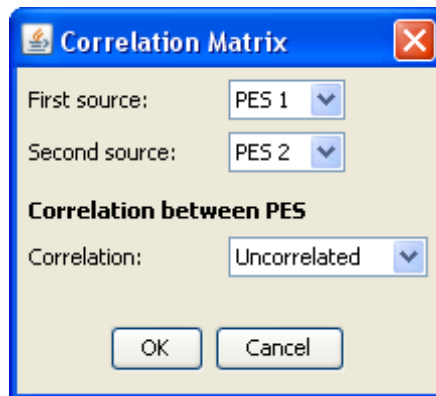 Correlation Matrix
First source: PES 1
Second source: PES 2
Correlation between PES
Correlation: Uncorrelated
OK Cancel